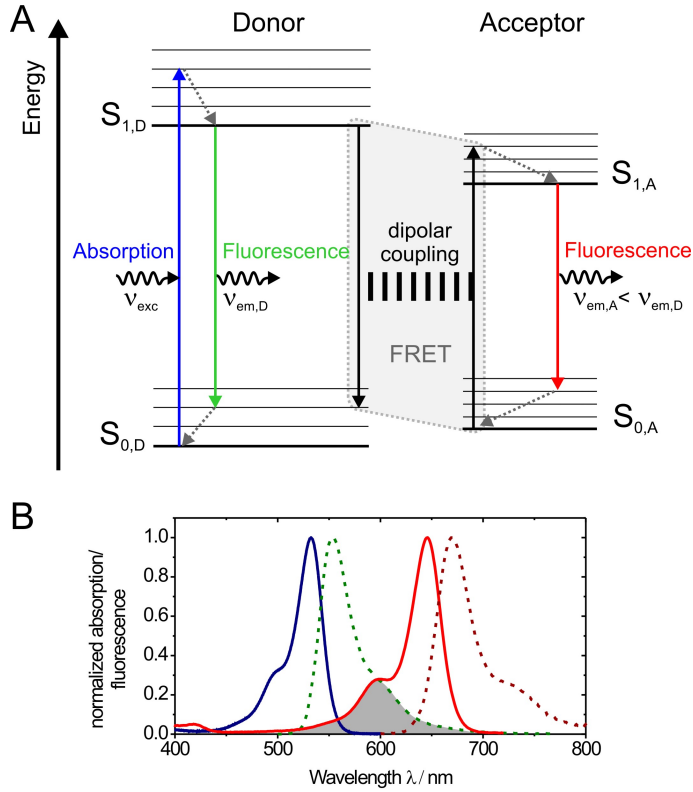 A
Donor
Acceptor
Energy
S1,D
S1,A
Absorption
Fluorescence
dipolar
coupling
Fluorescence
νexc
νem,D
νem,A< νem,D
FRET
S0,D
S0,A
B
normalized absorption/
fluorescence
1.0
0.8
0.6
0.4
0.2
0.0
400
500
600
700
800
Wavelength λ/ nm